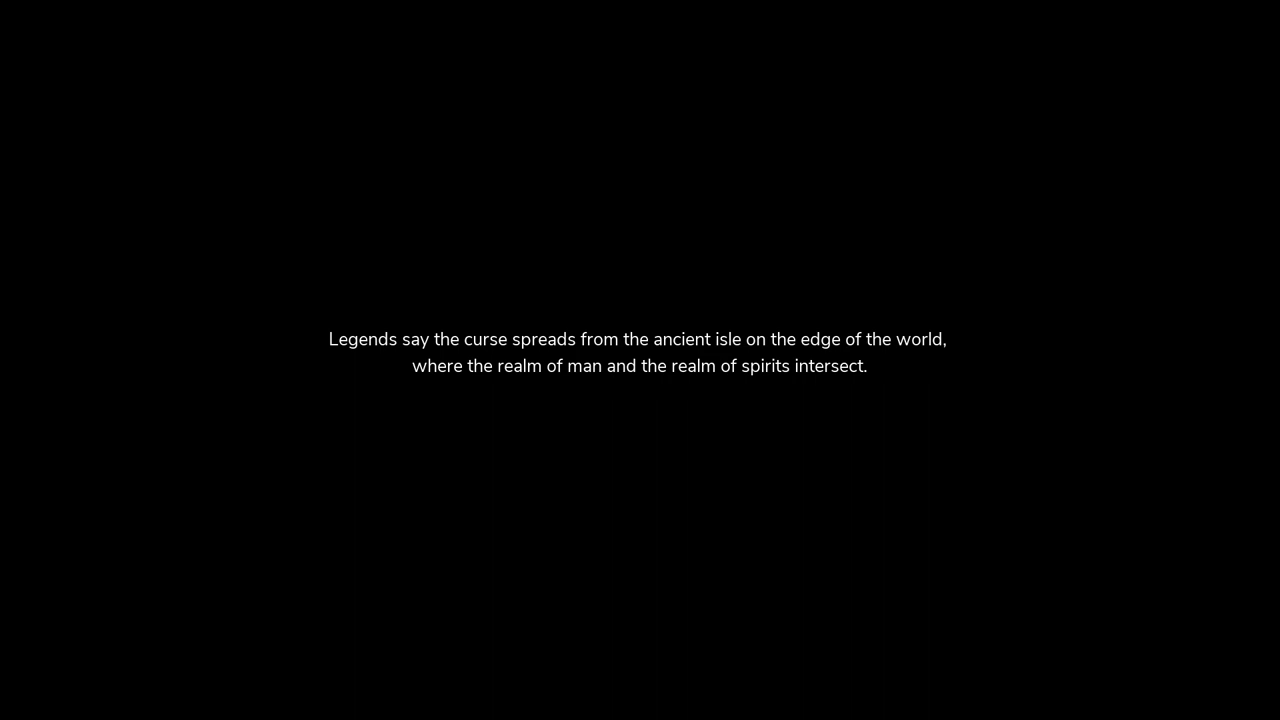 Legends say the curse spreads from the ancient isle on the edge of the world,
where the realm of man and the realm of spirits intersect.